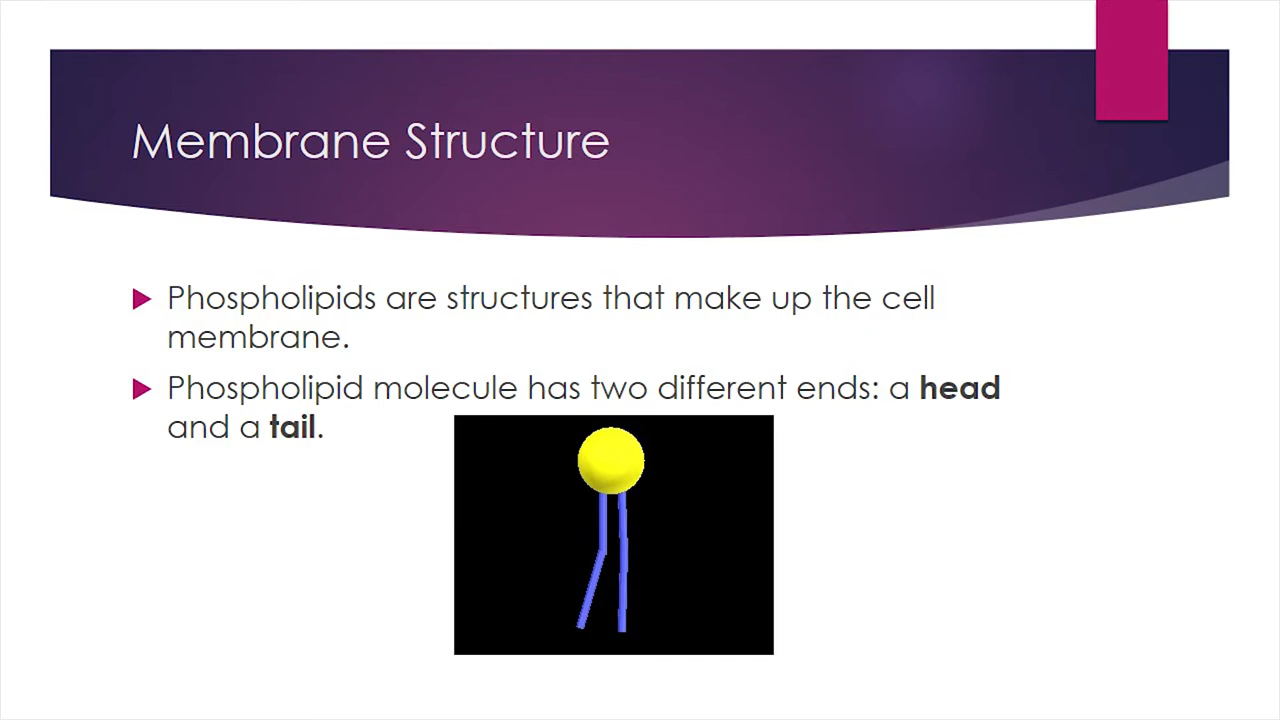 Membrane Structure
Phospholipids are structures that make up the cell
membrane.
Phospholipid molecule has two different ends: a head
and a tail.